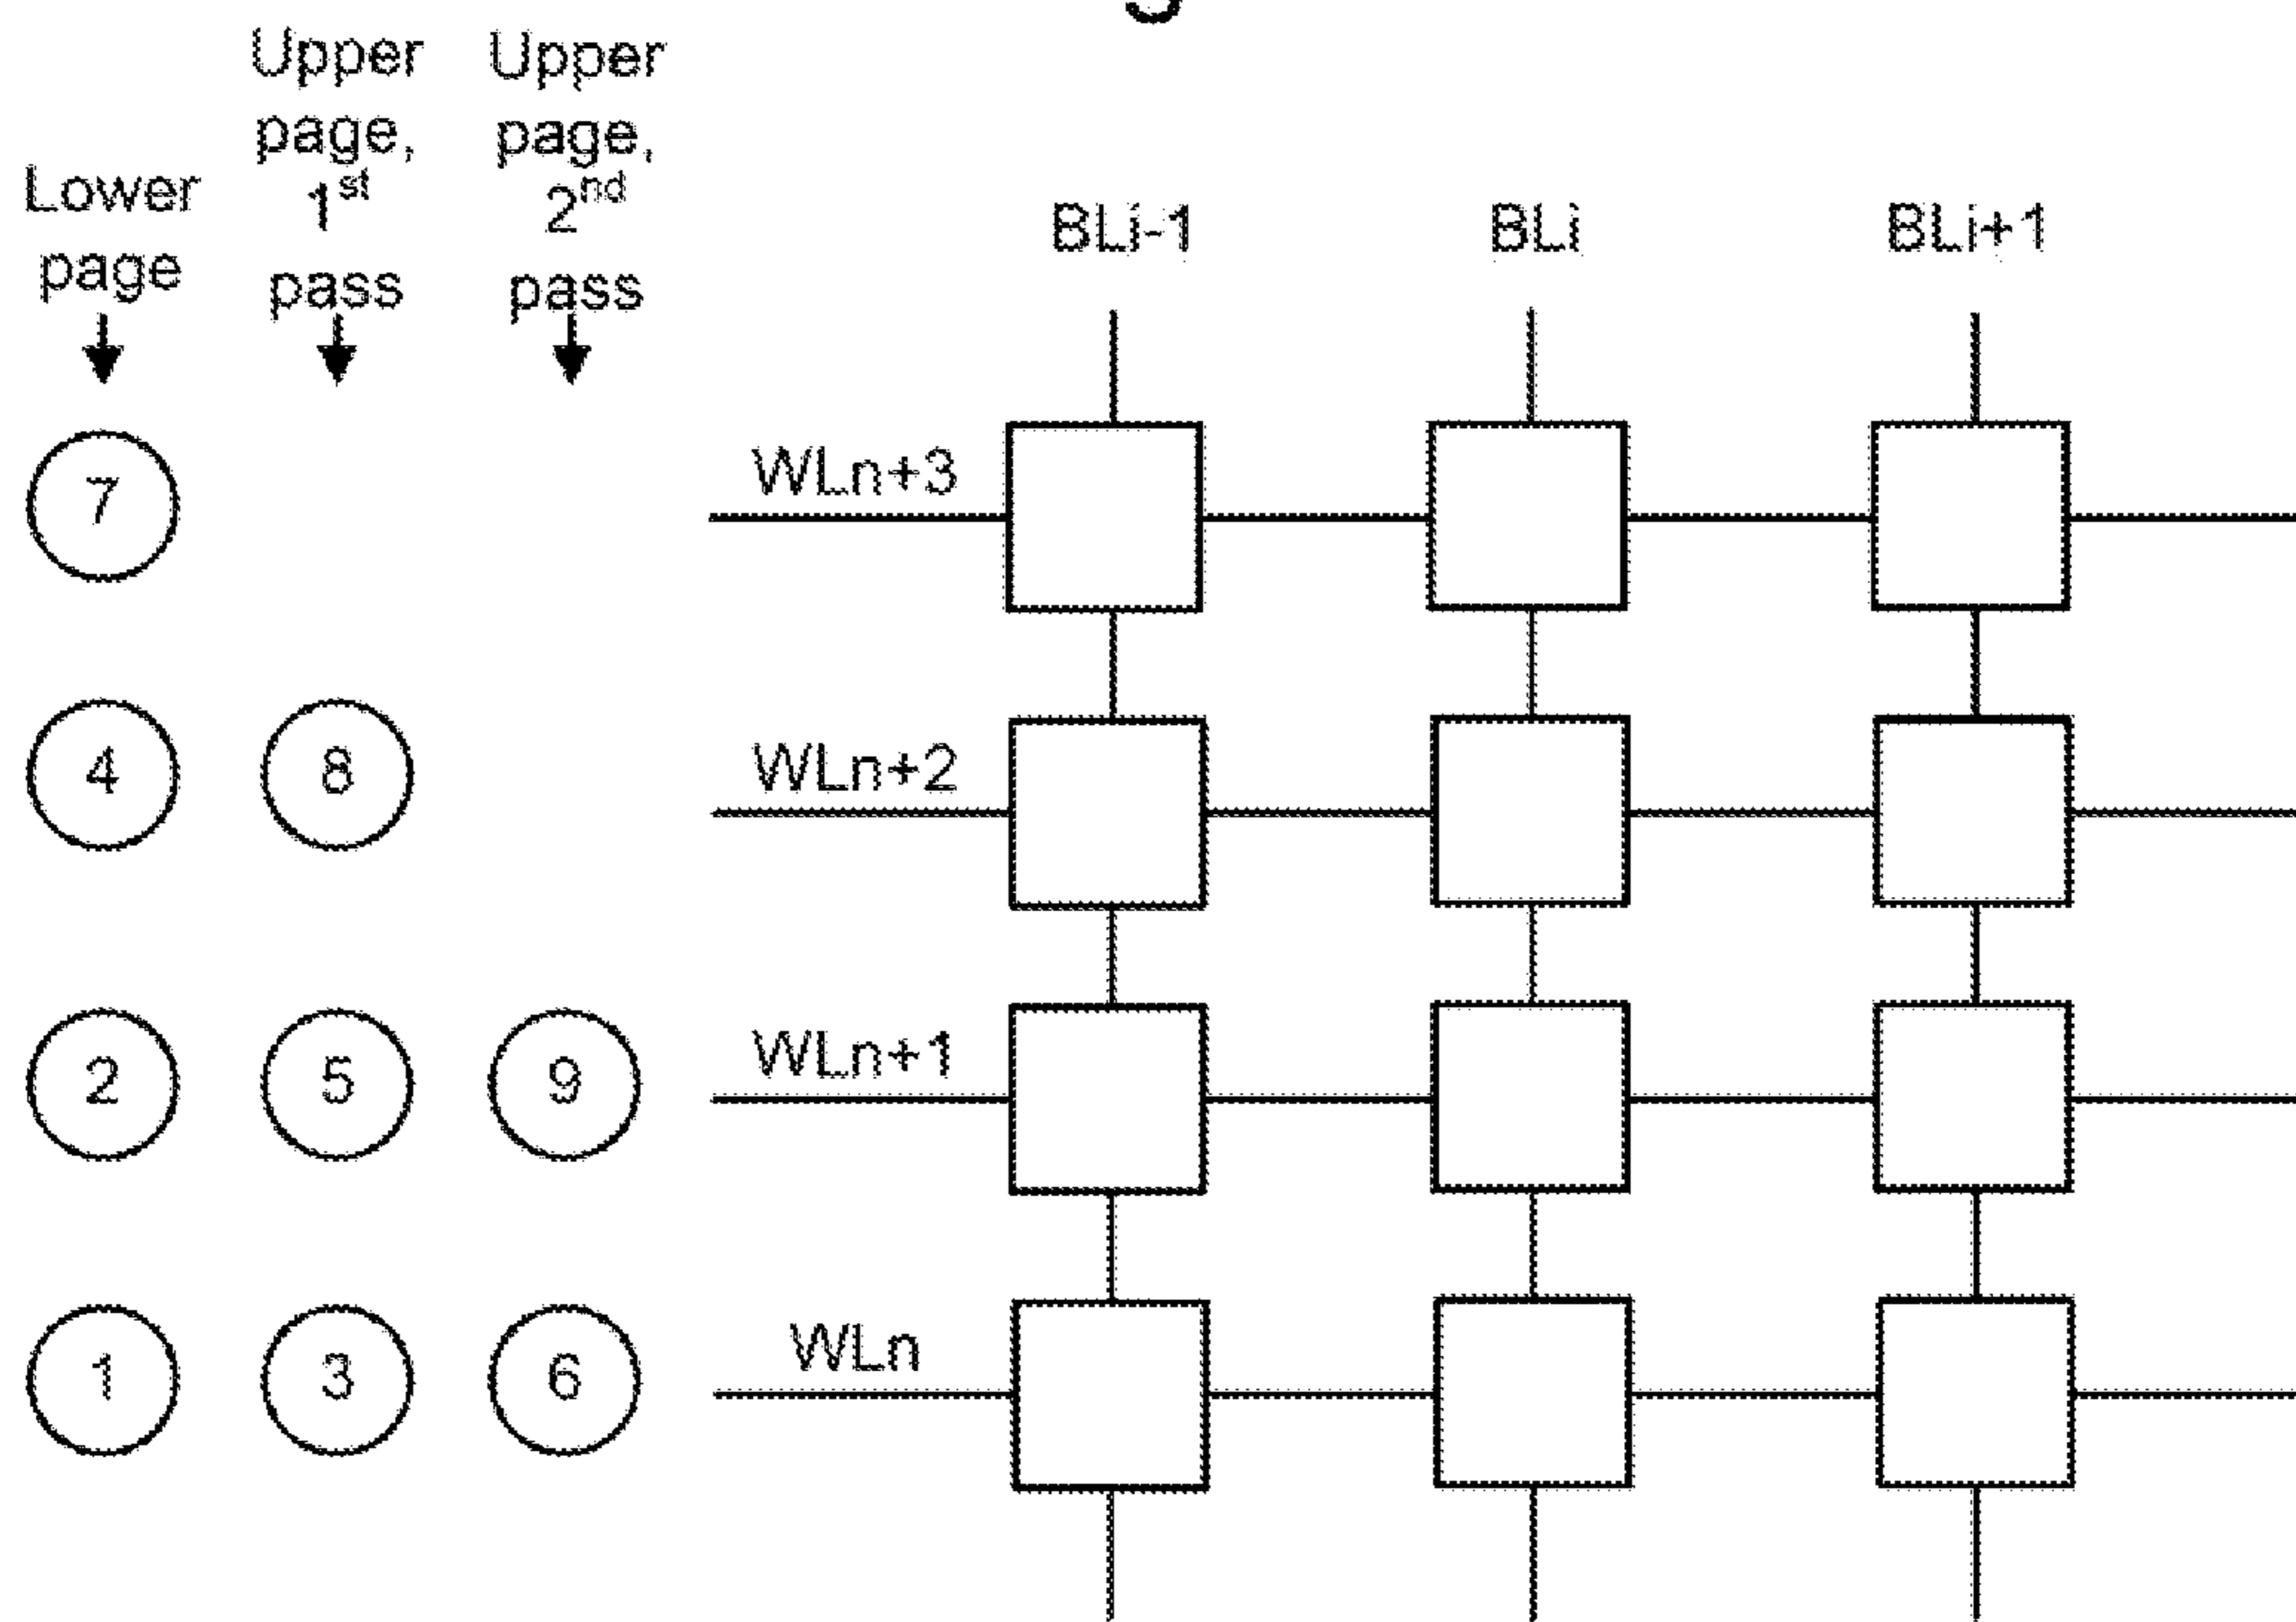 Lower
page
Upper
page,
1st
pass
Upper
page,
2nd
pass
BLi-1
BLi
BLi+1
7
WLn+3
4
8
WLn+2
2
5
9
WLn+1
1
3
6
WLn